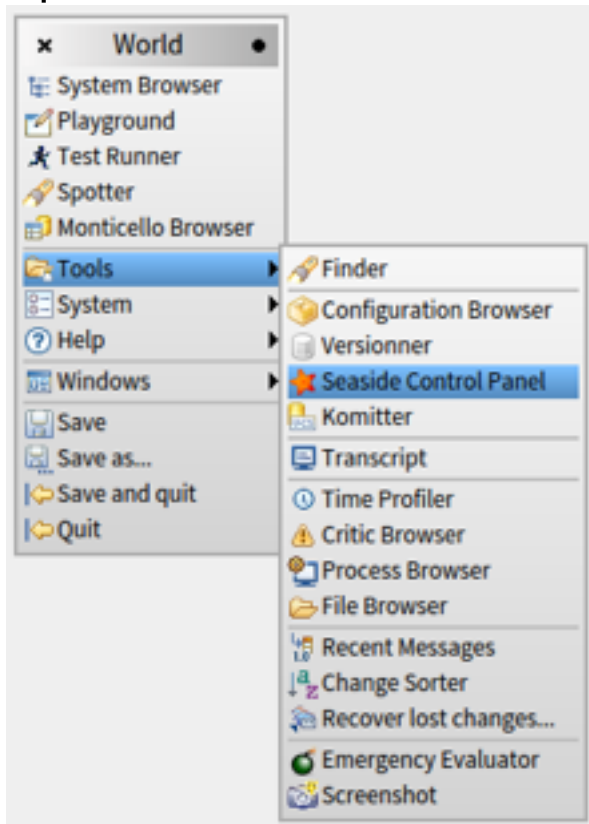 World
System Browser
Playground
Test Runner
Spotter
Monticello Browser
Tools
System
Help
Windows
Save
Save as...
Save and quit
Quit
Finder
Configuration Browser
Versionner
Seaside Control Panel
Komitter
Transcript
Time Profiler
Critic Browser
Process Browser
File Browser
Recent Messages
Change Sorter
Recover lost changes...
Emergency Evaluator
Screenshot